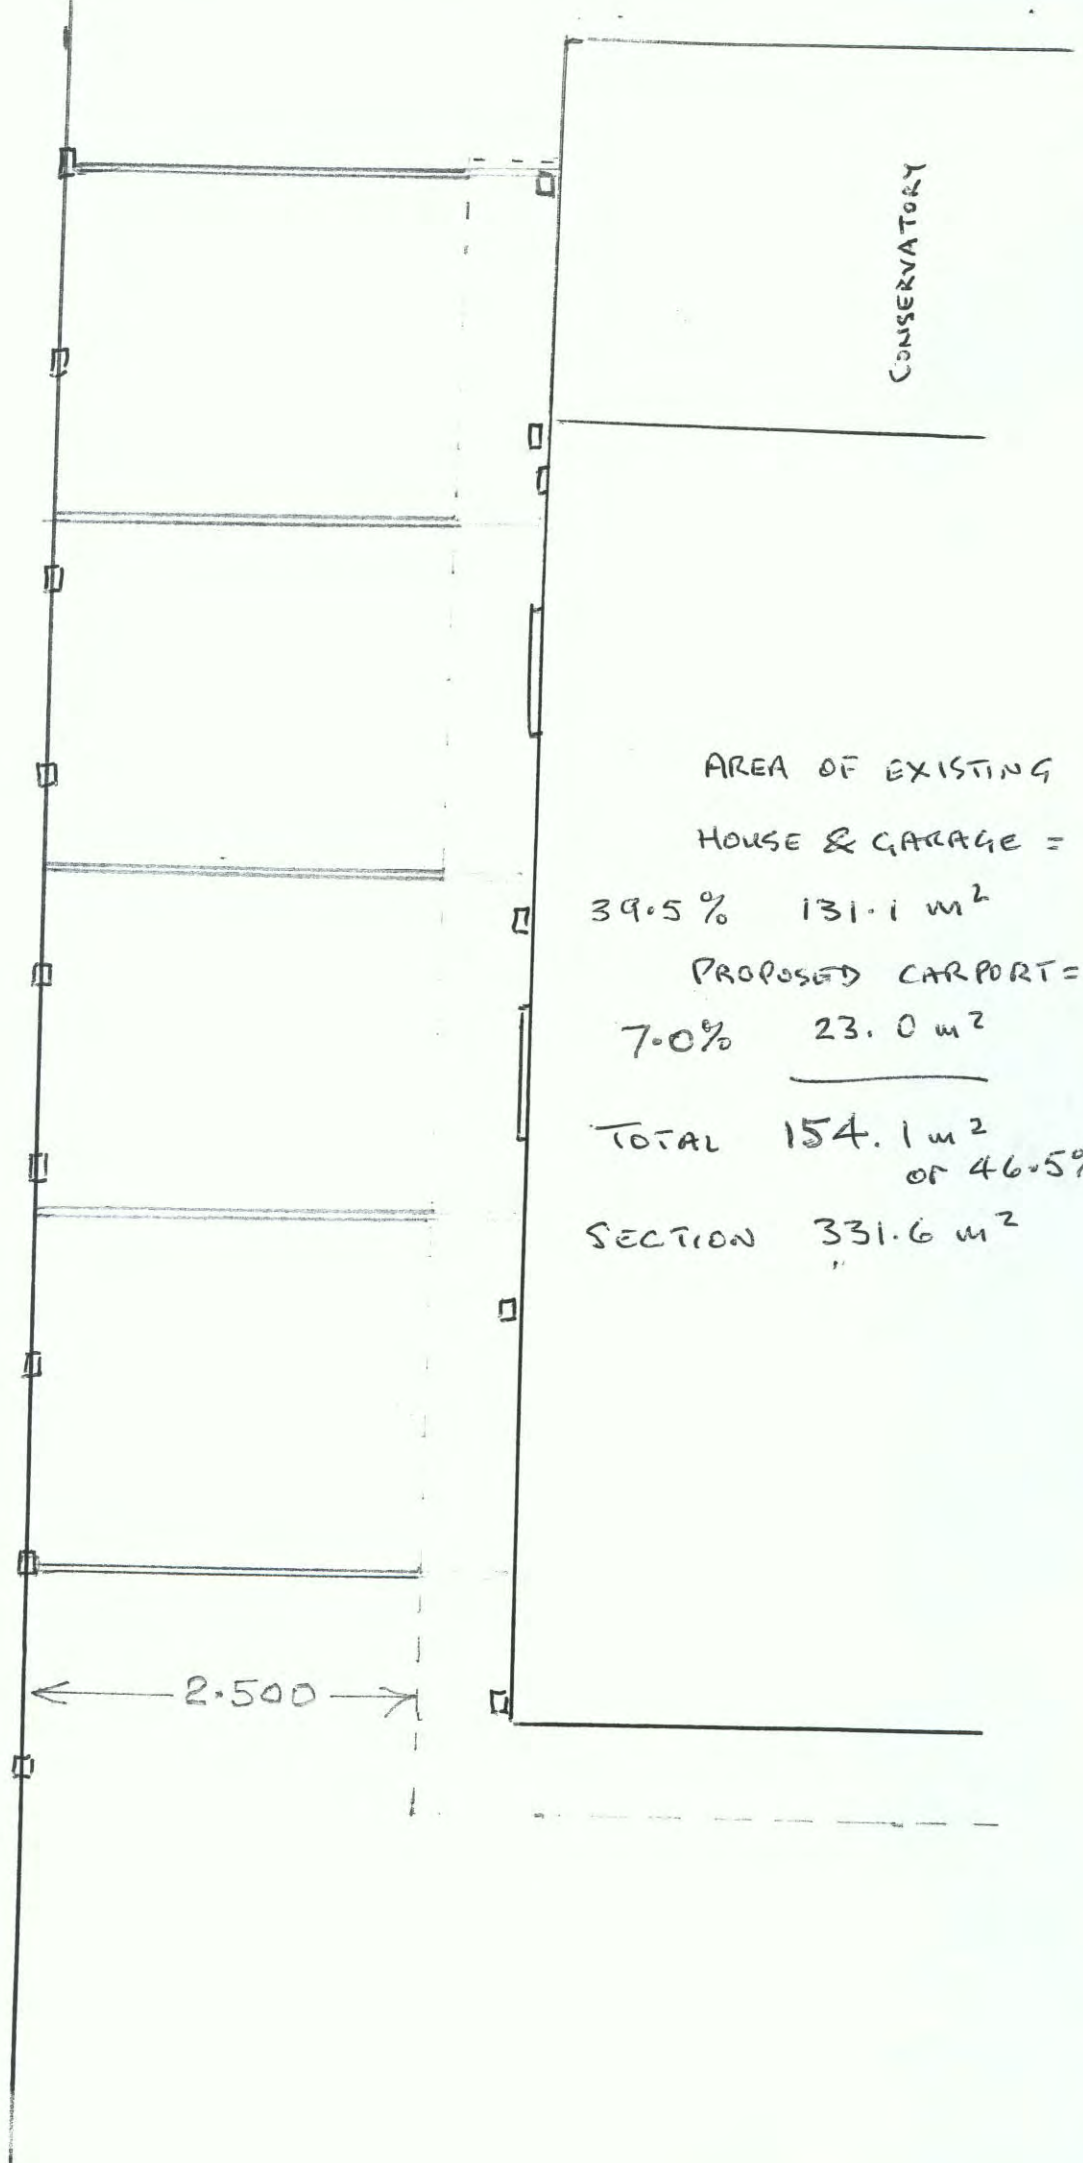 CONSERVATORY
AREA OF EXISTING
HOUSE & GARAGE =
39.5% 131.1 m²
PROPOSED CARPORT=
7.0% 23.0 m²
TOTAL 154.1 m²
or 46.5%
SECTION 331.6 m²
2.500